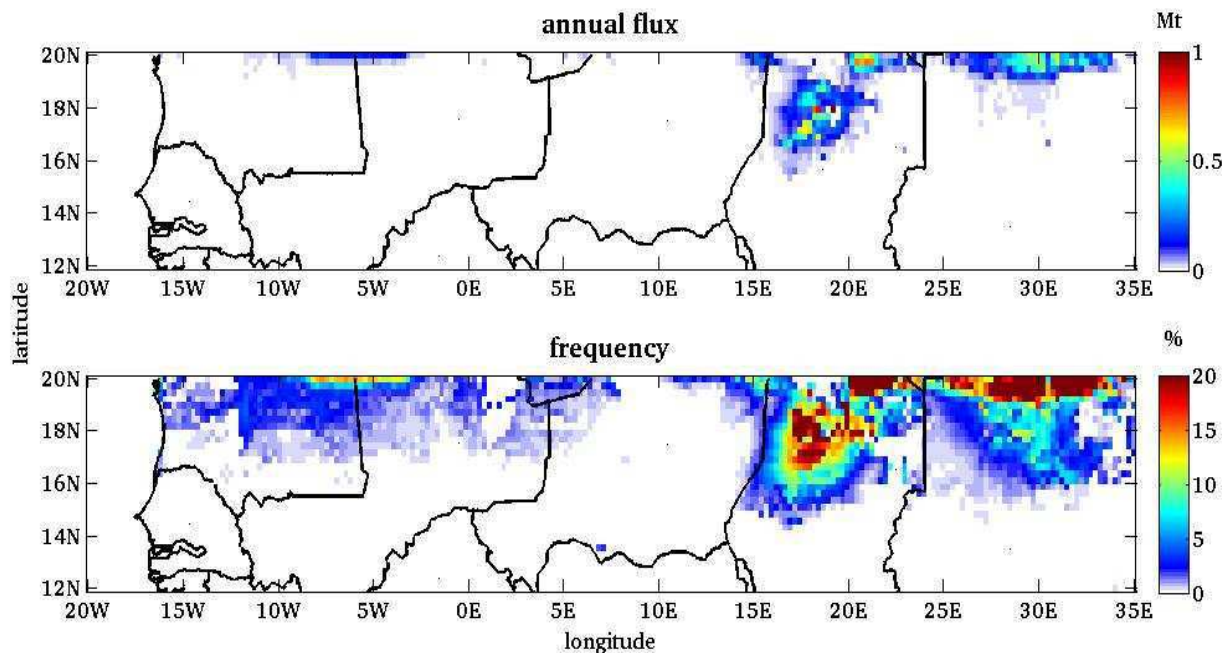 annual flux
Mt
20N
18N
16N
14N
12N
20W 15W 10W 5W 0E 5E 10E 15E 20E 25E 30E 35E
1
0.5
0
latitude
frequency
%
20N
18N
16N
14N
12N
20W 15W 10W 5W 0E 5E 10E 15E 20E 25E 30E 35E
20
15
10
5
0
longitude